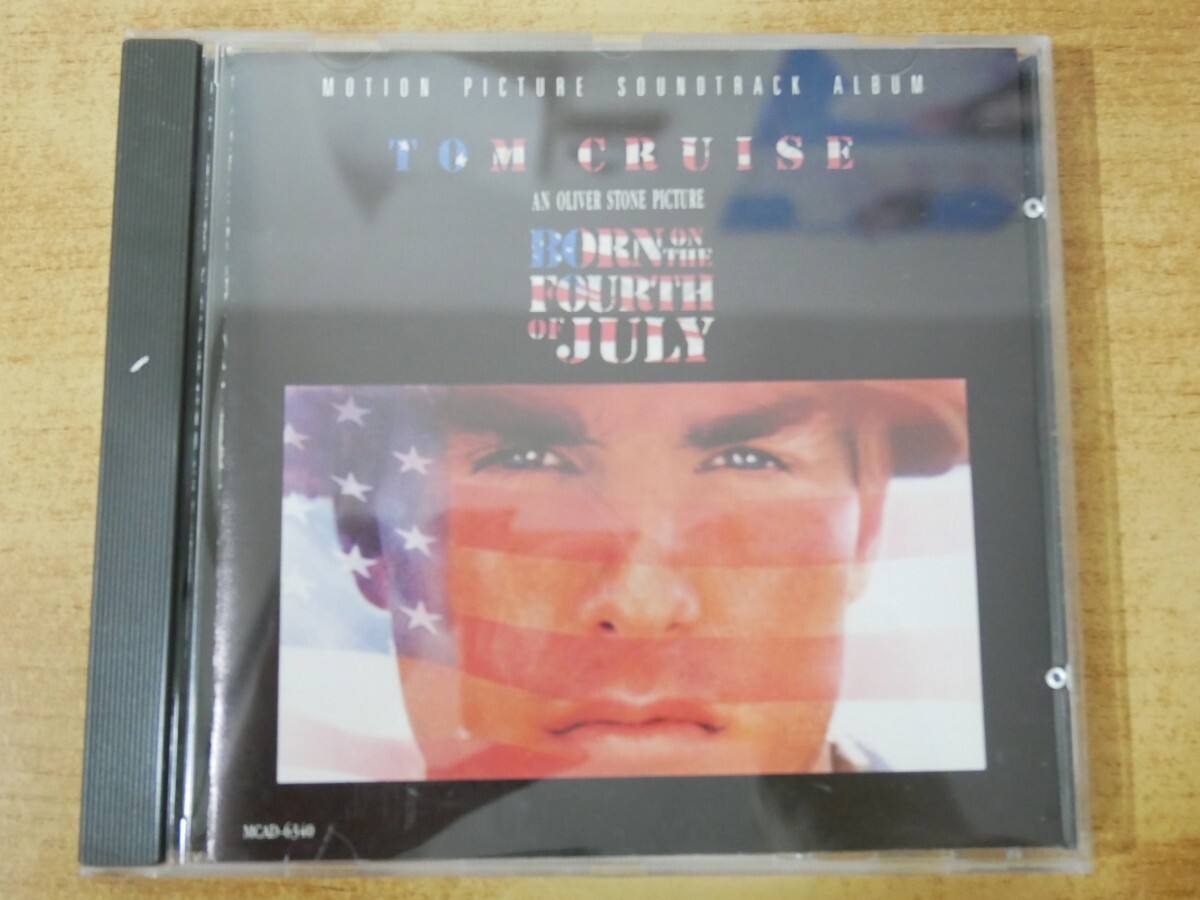 MOTION PICTURE SOUNDTRACK ALBUM
TOM CRUISE
AN OLIVER STONE PICTURE
BORN ON THE
FOURTH
OF JULY
MCAD-6340